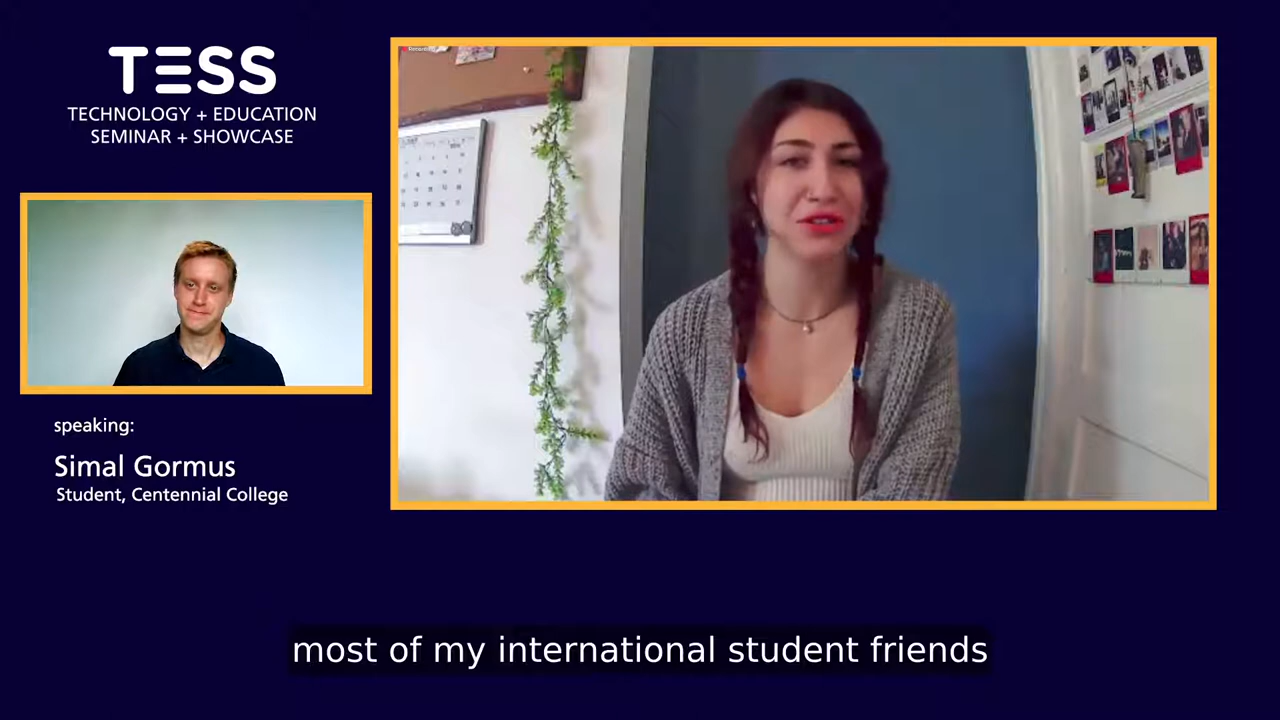 TESS
TECHNOLOGY + EDUCATION
SEMINAR + SHOWCASE
speaking:
Simal Gormus
Student, Centennial College
most of my international student friends